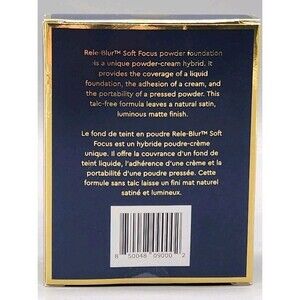 Rele-Blur™ Soft Focus powder foundation
is a unique powder-cream hybrid, it
provides the coverage of a liquid
foundation, the adhesion of a cream, and
the portability of a pressed powder. This
talc-free formula leaves a natural satin,
luminous matte finish.
Le fond de teint en poudre Rele-Blur™ Soft
Focus est un hybride poudre-crème
unique. Il offre la couvrance d'un fond de
teint liquide, l'adhérence d'une crème et la
portabilité d'une poudre pressée. Cette
formule sans talc laisse un fini mat naturel
satiné et lumineux.
8 50048 09000 2